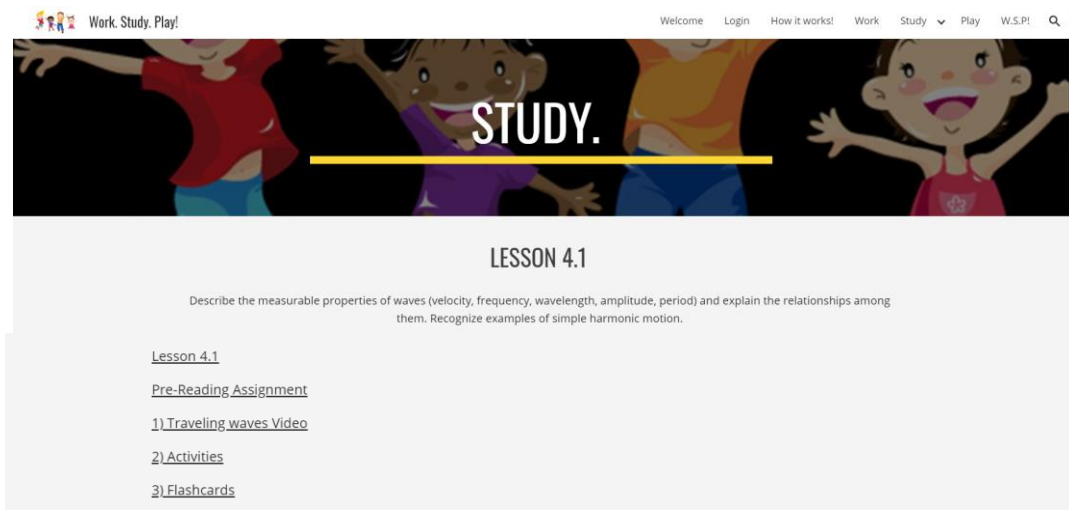 Work. Study. Play!
Welcome Login How it works! Work Study Play W.S.P!
STUDY.
LESSON 4.1
Describe the measurable properties of waves (velocity, frequency, wavelength, amplitude, period) and explain the relationships among
them. Recognize examples of simple harmonic motion.
Lesson 4.1
Pre-Reading Assignment
1) Traveling waves Video
2) Activities
3) Flashcards